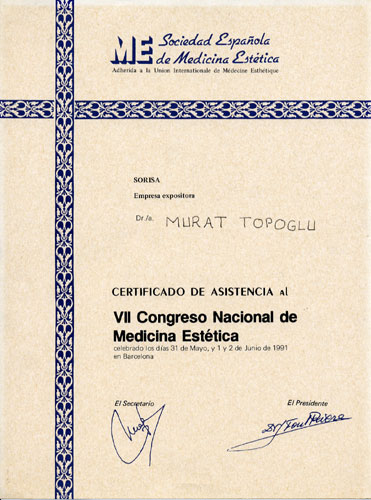 ME Sociedad Española
de Medicina Estética
Adherida a la Union Internationale de Médecine Esthétique
SORISA
Empresa expositora
Dr./a. MURAT TOPOGLU
CERTIFICADO DE ASISTENCIA al
VII Congreso Nacional de
Medicina Estética
celebrado los días 31 de Mayo, y 1 y 2 de Junio de 1991
en Barcelona
El Secretario
El Presidente